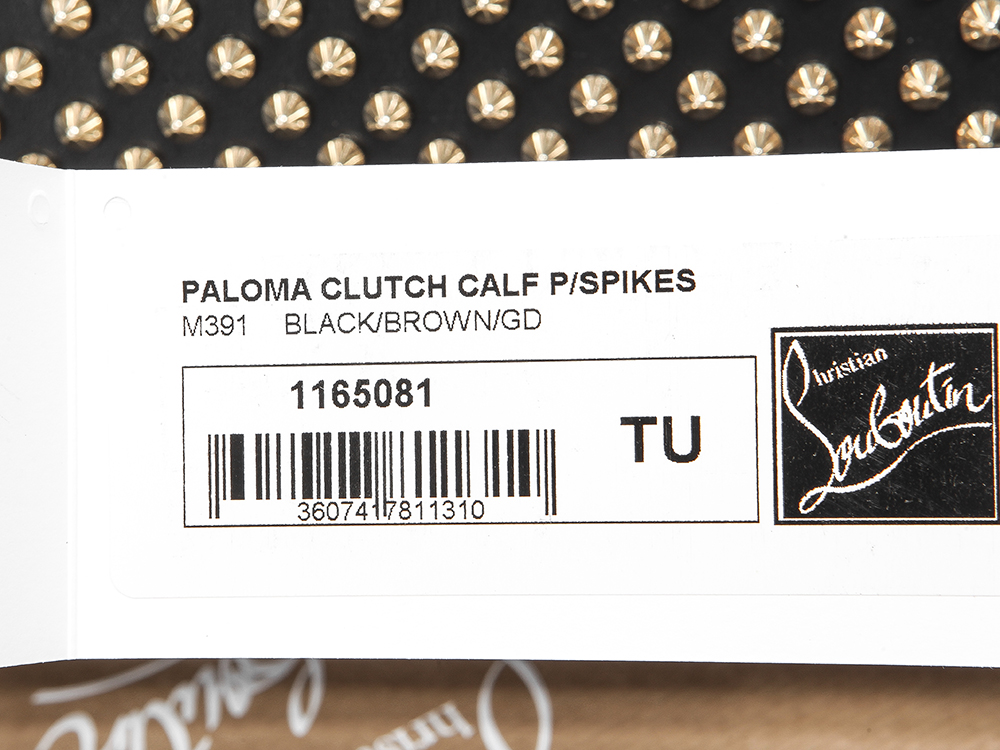 PALOMA CLUTCH CALF P/SPIKES
M391 BLACK/BROWN/GD
1165081
TU
3607417811310
Christian
Louboutin